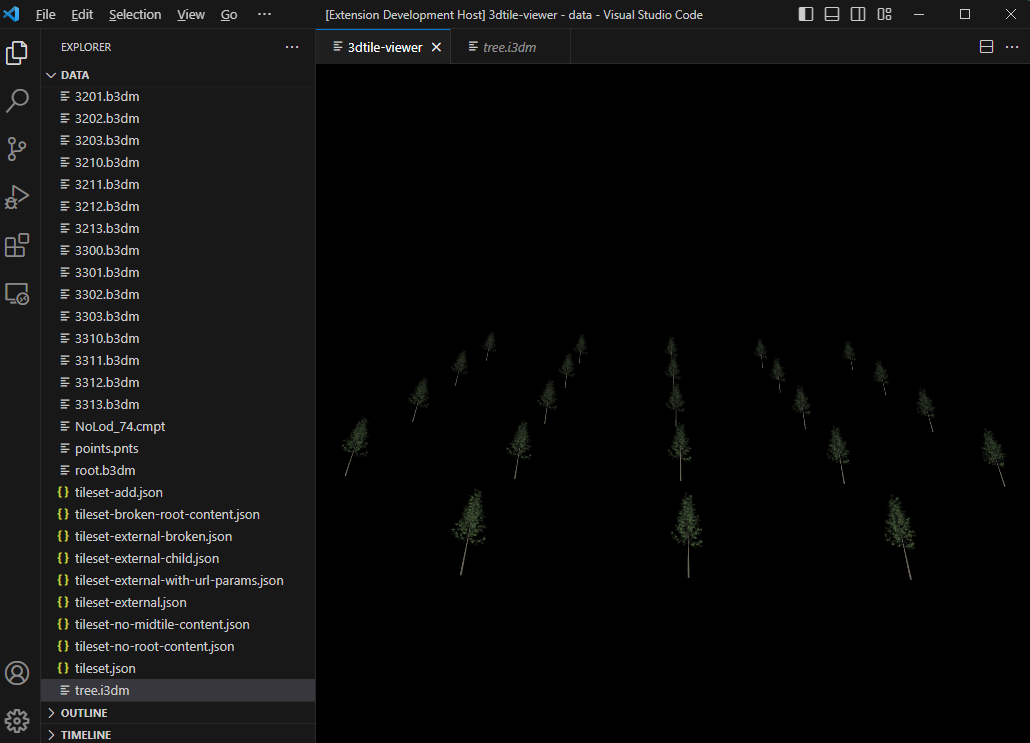 File Edit Selection View Go ··· [Extension Development Host] 3dtile-viewer - data - Visual Studio Code
EXPLORER ··· 3dtile-viewer tree.i3dm ···
DATA
3201.b3dm
3202.b3dm
3203.b3dm
3210.b3dm
3211.b3dm
3212.b3dm
3213.b3dm
3300.b3dm
3301.b3dm
3302.b3dm
3303.b3dm
3310.b3dm
3311.b3dm
3312.b3dm
3313.b3dm
NoLod_74.cmpt
points.pnts
root.b3dm
{} tileset-add.json
{} tileset-broken-root-content.json
{} tileset-external-broken.json
{} tileset-external-child.json
{} tileset-external-with-url-params.json
{} tileset-external.json
{} tileset-no-midtile-content.json
{} tileset-no-root-content.json
{} tileset.json
tree.i3dm
OUTLINE
TIMELINE